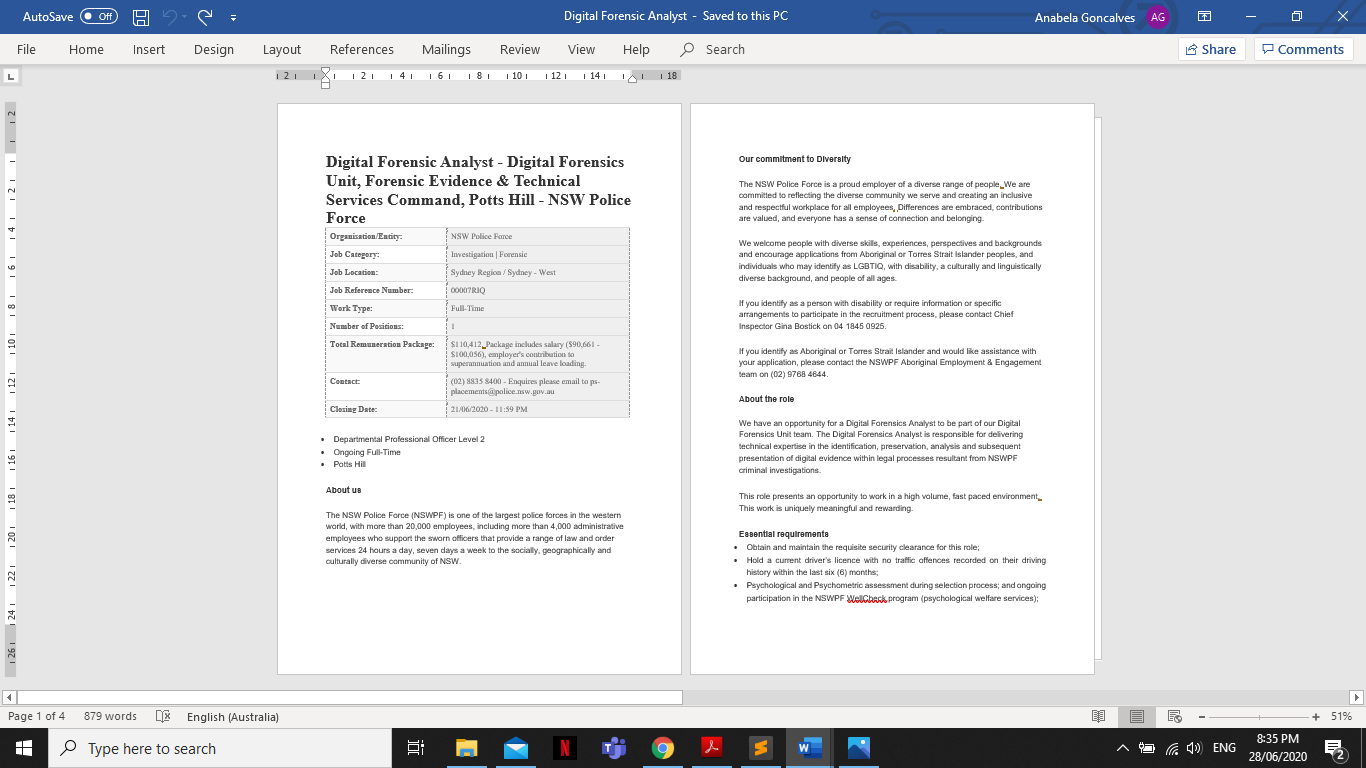 AutoSave Off
Digital Forensic Analyst - Saved to this PC
Anabela Goncalves AG
File Home Insert Design Layout References Mailings Review View Help Search
Share Comments
2 2 4 6 8 10 12 14 18
2 2 4 6 8 10 12 14 16 18 20 22 24 26
Digital Forensic Analyst - Digital Forensics
Unit, Forensic Evidence & Technical
Services Command, Potts Hill - NSW Police
Force
Organisation/Entity: NSW Police Force
Job Category: Investigation | Forensic
Job Location: Sydney Region / Sydney - West
Job Reference Number: 00007RIQ
Work Type: Full-Time
Number of Positions: 1
Total Remuneration Package: $110,412. Package includes salary ($90,661 -
$100,056), employer's contribution to
superannuation and annual leave loading.
Contact: (02) 8835 8400 - Enquires please email to ps-
placements@police.nsw.gov.au
Closing Date: 21/06/2020 - 11:59 PM
• Departmental Professional Officer Level 2
• Ongoing Full-Time
• Potts Hill
About us
The NSW Police Force (NSWPF) is one of the largest police forces in the western
world, with more than 20,000 employees, including more than 4,000 administrative
employees who support the sworn officers that provide a range of law and order
services 24 hours a day, seven days a week to the socially, geographically and
culturally diverse community of NSW.
Our commitment to Diversity
The NSW Police Force is a proud employer of a diverse range of people. We are
committed to reflecting the diverse community we serve and creating an inclusive
and respectful workplace for all employees. Differences are embraced, contributions
are valued, and everyone has a sense of connection and belonging.
We welcome people with diverse skills, experiences, perspectives and backgrounds
and encourage applications from Aboriginal or Torres Strait Islander peoples, and
individuals who may identify as LGBTIQ, with disability, a culturally and linguistically
diverse background, and people of all ages.
If you identify as a person with disability or require information or specific
arrangements to participate in the recruitment process, please contact Chief
Inspector Gina Bostick on 04 1845 0925.
If you identify as Aboriginal or Torres Strait Islander and would like assistance with
your application, please contact the NSWPF Aboriginal Employment & Engagement
team on (02) 9768 4644.
About the role
We have an opportunity for a Digital Forensics Analyst to be part of our Digital
Forensics Unit team. The Digital Forensics Analyst is responsible for delivering
technical expertise in the identification, preservation, analysis and subsequent
presentation of digital evidence within legal processes resultant from NSWPF
criminal investigations.
This role presents an opportunity to work in a high volume, fast paced environment.
This work is uniquely meaningful and rewarding.
Essential requirements
• Obtain and maintain the requisite security clearance for this role;
• Hold a current driver's licence with no traffic offences recorded on their driving
history within the last six (6) months;
• Psychological and Psychometric assessment during selection process; and ongoing
participation in the NSWPF WellCheck program (psychological welfare services);
Page 1 of 4 879 words English (Australia)
51%
Type here to search
ENG
8:35 PM
28/06/2020
2